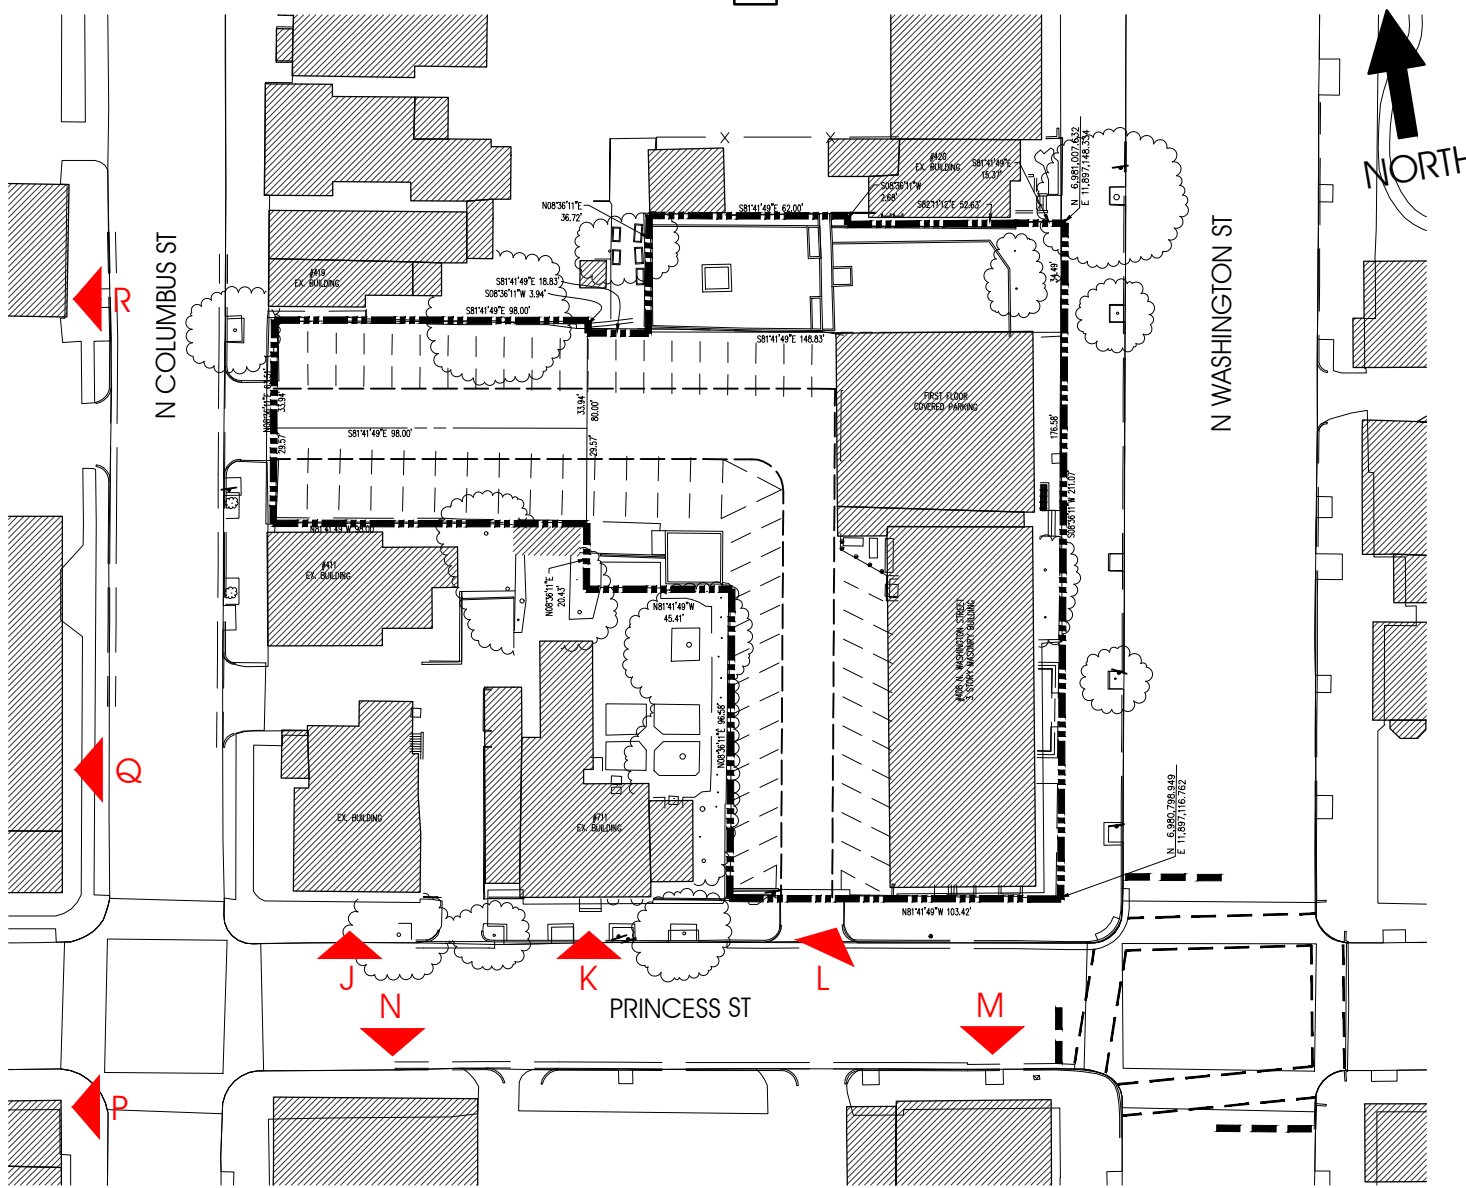 NORTH
N 6,981,007.632
E 11,897,148.334
#420
EX. BUILDING
S81°41'49"E
15.37'
S08°36'11"W
2.68'
N08°36'11"E
36.72'
S81°41'49"E 62.00'
S82°11'12"E 52.63'
N COLUMBUS ST
N WASHINGTON ST
#419
EX. BUILDING
S81°41'49"E 18.83'
S08°36'11"W 3.94'
S81°41'49"E 98.00'
34.49'
R
S81°41'49"E 148.83'
33.94'
33.94'
80.00'
FIRST FLOOR
COVERED PARKING
S81°41'49"E 98.00'
29.57'
29.57'
176.58'
S08°36'11"W 211.07'
N81°41'49"W 98.00'
#411
EX. BUILDING
N08°36'11"E
20.43'
N81°41'49"W
45.41'
#408 N. WASHINGTON STREET
3 STORY MASONRY BUILDING
N08°36'11"E 96.58'
Q
EX. BUILDING
#711
EX. BUILDING
N 6,980,798.949
E 11,897,116.762
N81°41'49"W 103.42'
J
K
L
N
PRINCESS ST
M
P